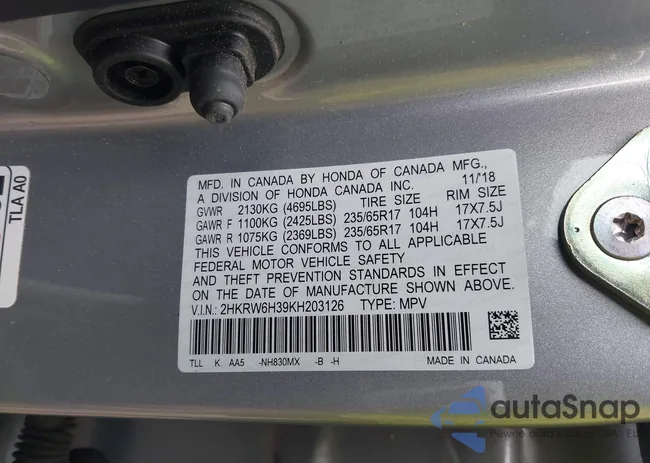 TLA A0
MFD. IN CANADA BY HONDA OF CANADA MFG.,
A DIVISION OF HONDA CANADA INC. 11/18
GVWR 2130KG (4695LBS) TIRE SIZE RIM SIZE
GAWR F 1100KG (2425LBS) 235/65R17 104H 17X7.5J
GAWR R 1075KG (2369LBS) 235/65R17 104H 17X7.5J
THIS VEHICLE CONFORMS TO ALL APPLICABLE
FEDERAL MOTOR VEHICLE SAFETY
AND THEFT PREVENTION STANDARDS IN EFFECT
ON THE DATE OF MANUFACTURE SHOWN ABOVE.
V.I.N.: 2HKRW6H39KH203126 TYPE: MPV
TLL K AA5 -NH830MX -B -H MADE IN CANADA
autaSnap
Pewne auta z